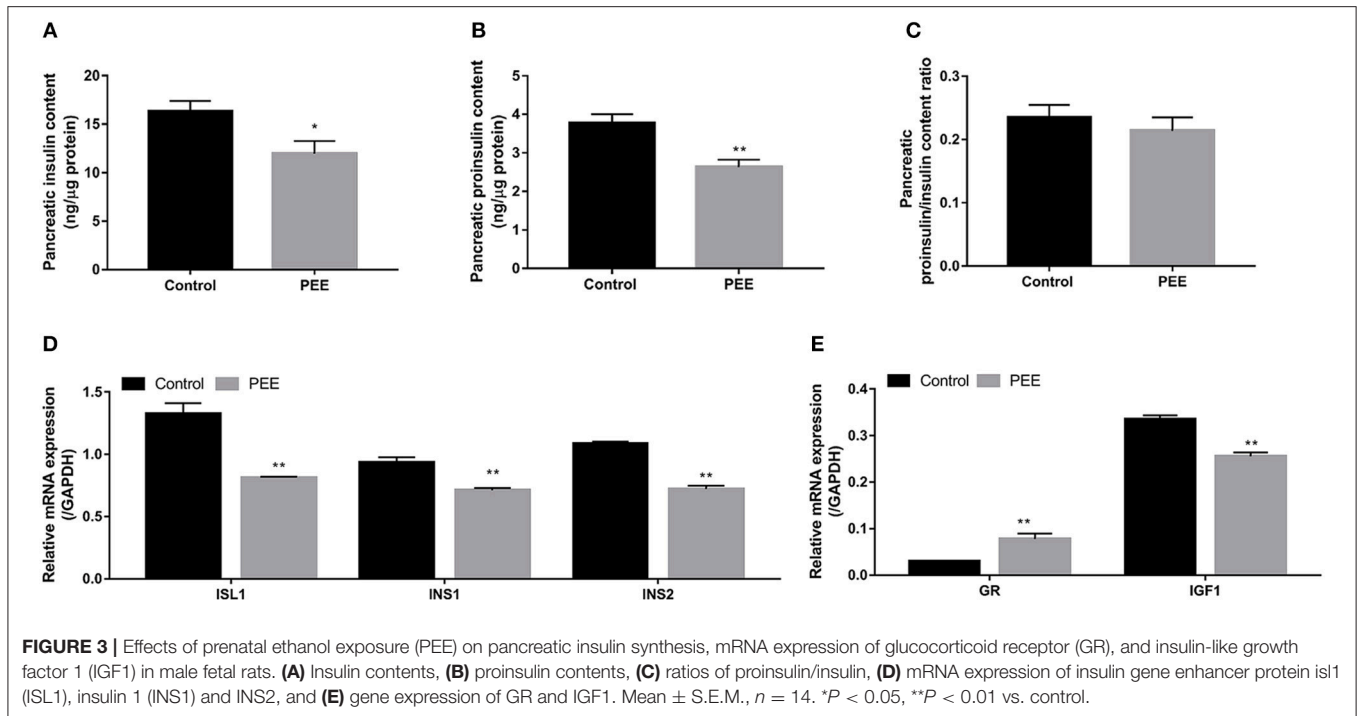 A
Pancreatic insulin content
(ng/μg protein)
20
15
10
5
0
*
Control
PEE
B
Pancreatic proinsulin content
(ng/μg protein)
5
4
3
2
1
0
**
Control
PEE
C
Pancreatic
proinsulin/insulin content ratio
0.3
0.2
0.1
0.0
Control
PEE
D
Control
PEE
Relative mRNA expression
(/GAPDH)
1.5
1.0
0.5
0.0
**
**
**
ISL1
INS1
INS2
E
Control
PEE
Relative mRNA expression
(/GAPDH)
0.4
0.3
0.2
0.1
0.0
**
**
GR
IGF1
FIGURE 3 | Effects of prenatal ethanol exposure (PEE) on pancreatic insulin synthesis, mRNA expression of glucocorticoid receptor (GR), and insulin-like growth
factor 1 (IGF1) in male fetal rats. (A) Insulin contents, (B) proinsulin contents, (C) ratios of proinsulin/insulin, (D) mRNA expression of insulin gene enhancer protein isl1
(ISL1), insulin 1 (INS1) and INS2, and (E) gene expression of GR and IGF1. Mean ± S.E.M., n = 14. *P < 0.05, **P < 0.01 vs. control.